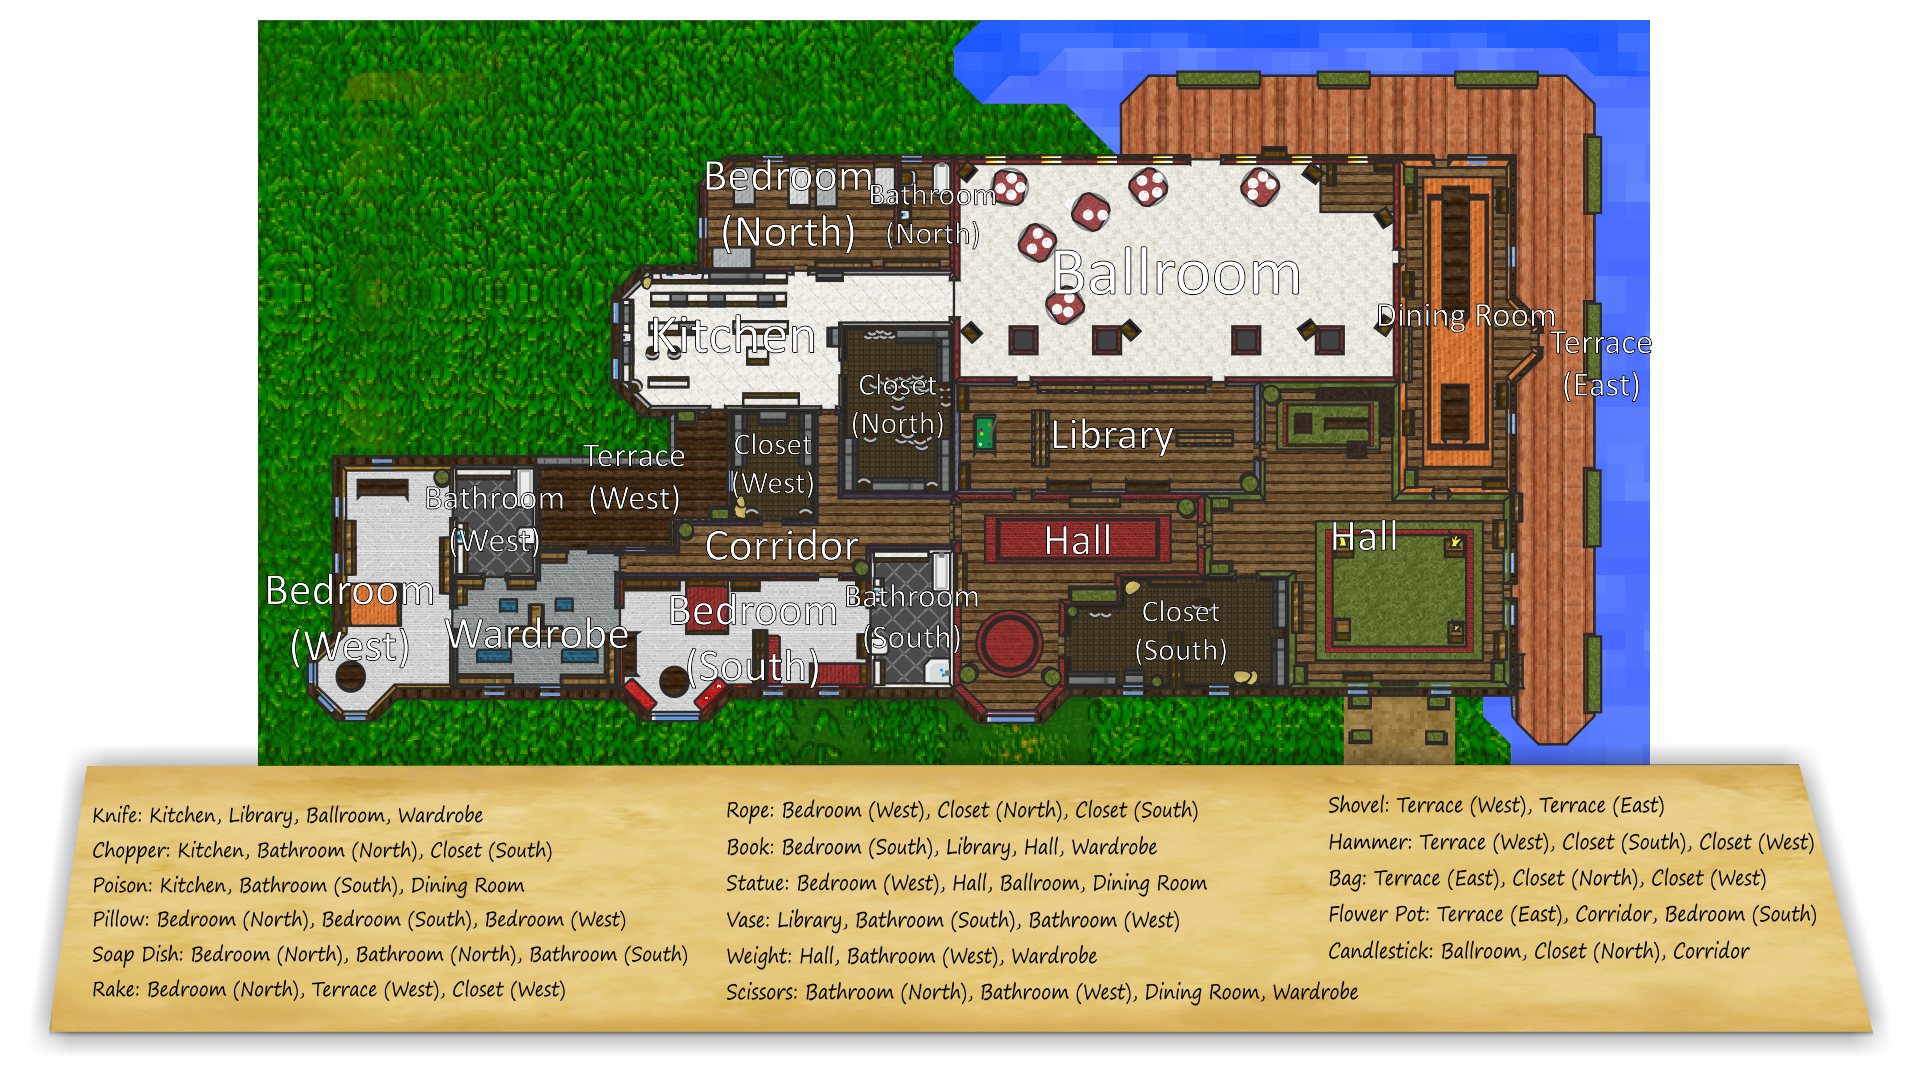 Bedroom
(North)
Bathroom
(North)
Ballroom
Kitchen
Dining Room
Terrace
(East)
Closet
(North)
Library
Closet
(West)
Terrace
(West)
Bathroom
(West)
Corridor
Hall
Hall
Bedroom
(West)
Wardrobe
Bedroom
(South)
Bathroom
(South)
Closet
(South)
Knife: Kitchen, Library, Ballroom, Wardrobe
Chopper: Kitchen, Bathroom (North), Closet (South)
Poison: Kitchen, Bathroom (South), Dining Room
Pillow: Bedroom (North), Bedroom (South), Bedroom (West)
Soap Dish: Bedroom (North), Bathroom (North), Bathroom (South)
Rake: Bedroom (North), Terrace (West), Closet (West)
Rope: Bedroom (West), Closet (North), Closet (South)
Book: Bedroom (South), Library, Hall, Wardrobe
Statue: Bedroom (West), Hall, Ballroom, Dining Room
Vase: Library, Bathroom (South), Bathroom (West)
Weight: Hall, Bathroom (West), Wardrobe
Scissors: Bathroom (North), Bathroom (West), Dining Room, Wardrobe
Shovel: Terrace (West), Terrace (East)
Hammer: Terrace (West), Closet (South), Closet (West)
Bag: Terrace (East), Closet (North), Closet (West)
Flower Pot: Terrace (East), Corridor, Bedroom (South)
Candlestick: Ballroom, Closet (North), Corridor